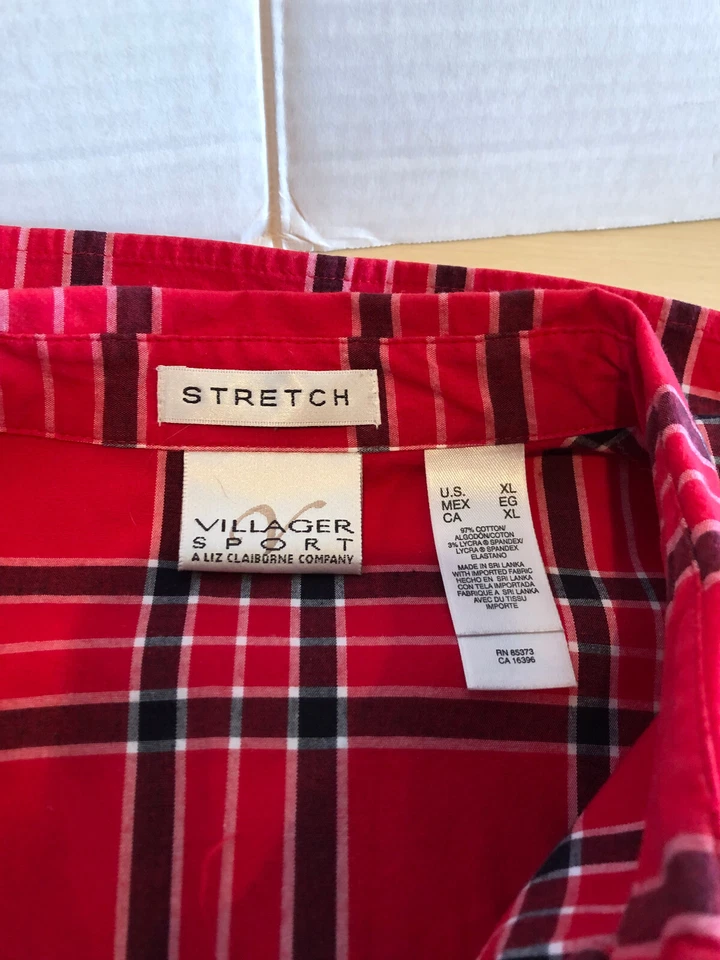 STRETCH
VILLAGER
SPORT
A LIZ CLAIBORNE COMPANY
U.S. XL
MEX EG
CA XL
97% COTTON/
ALGODÓN/COTON
3% LYCRA® SPANDEX/
LYCRA® SPANDEX
ELASTANO
MADE IN SRI LANKA
WITH IMPORTED FABRIC
HECHO EN SRI LANKA
CON TELA IMPORTADA
FABRIQUE A SRI LANKA
AVEC DU TISSU
IMPORTE
RN 85373
CA 16396